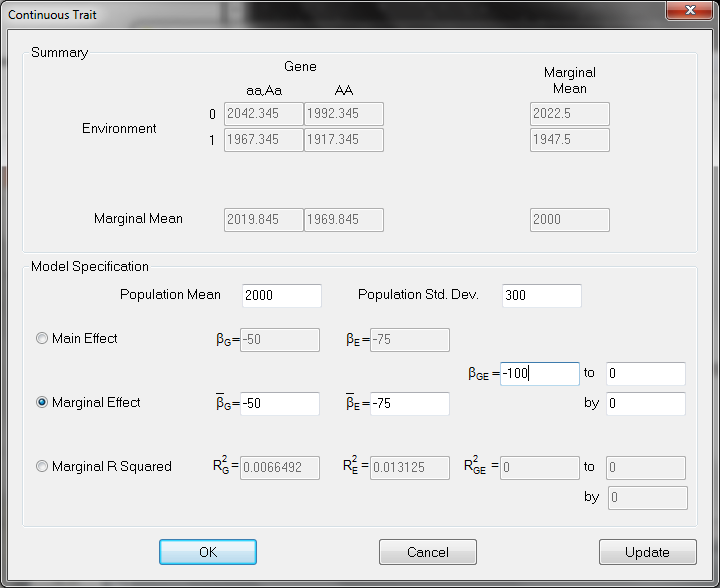 Continuous Trait
Summary
Gene
aa,Aa AA
Marginal
Mean
Environment
0 2042.345 1992.345 2022.5
1 1967.345 1917.345 1947.5
Marginal Mean 2019.845 1969.845 2000
Model Specification
Population Mean 2000 Population Std. Dev. 300
Main Effect βG= -50 βE= -75
βGE = -100 to 0
Marginal Effect β̅G= -50 β̅E= -75 by 0
Marginal R Squared R²G= 0.0066492 R²E= 0.013125 R²GE = 0 to 0
by 0
OK Cancel Update